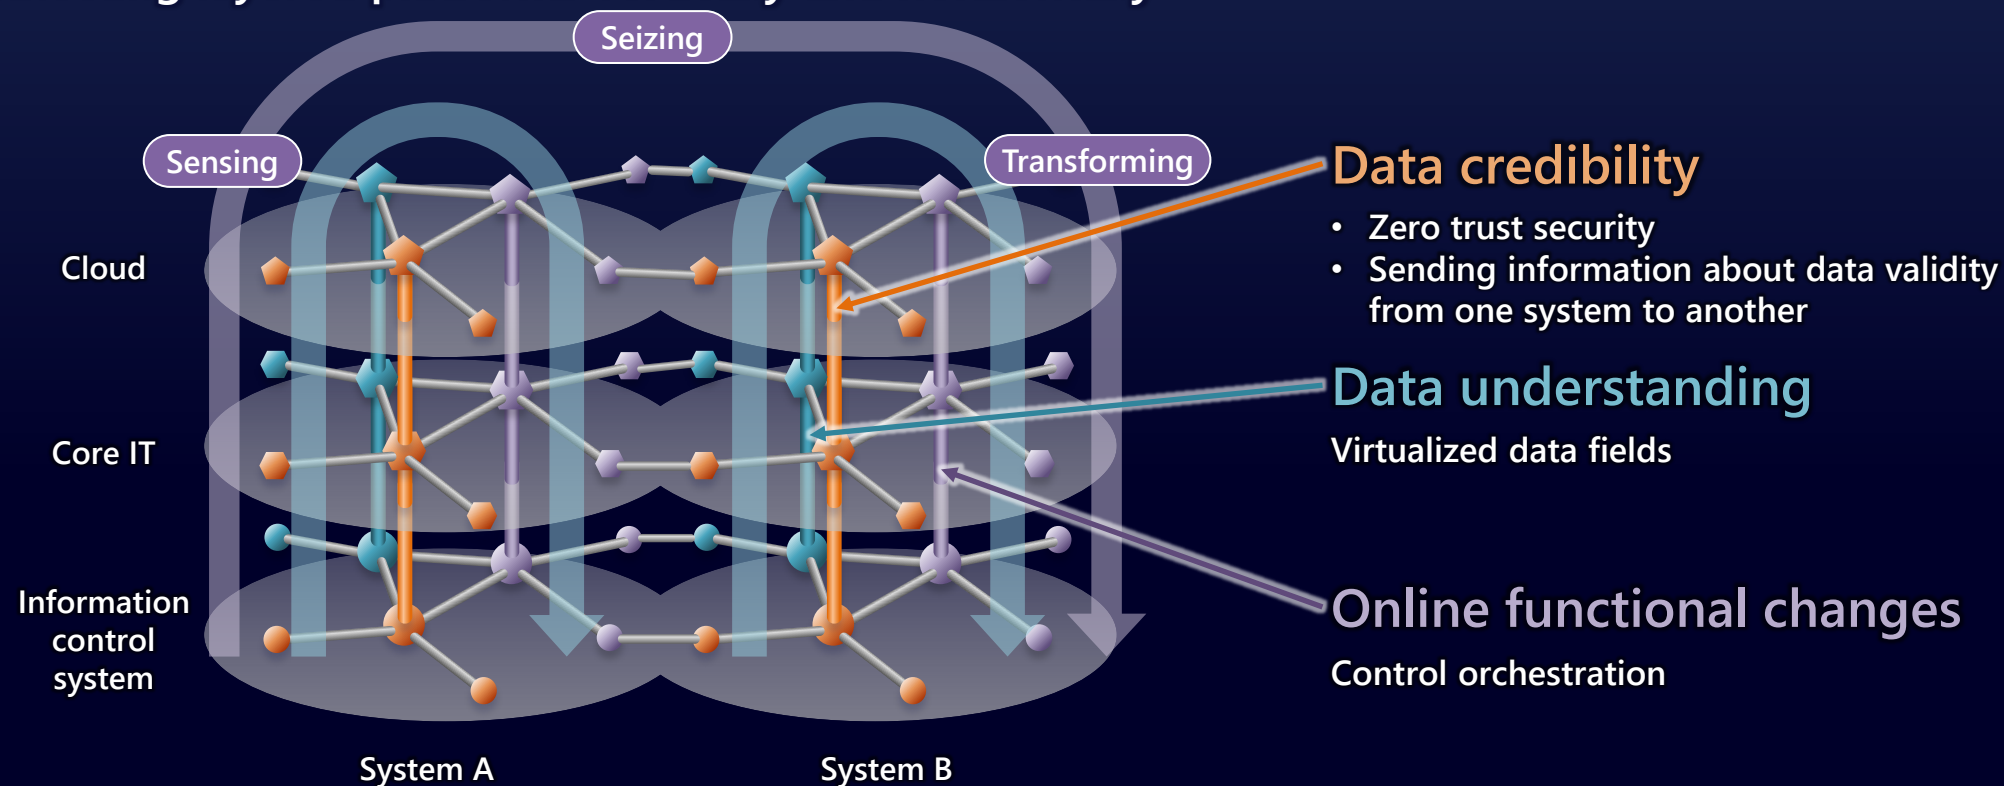 Seizing
Sensing
Transforming
Data credibility
• Zero trust security
• Sending information about data validity
from one system to another
Cloud
Data understanding
Virtualized data fields
Core IT
Online functional changes
Control orchestration
Information
control
system
System A
System B